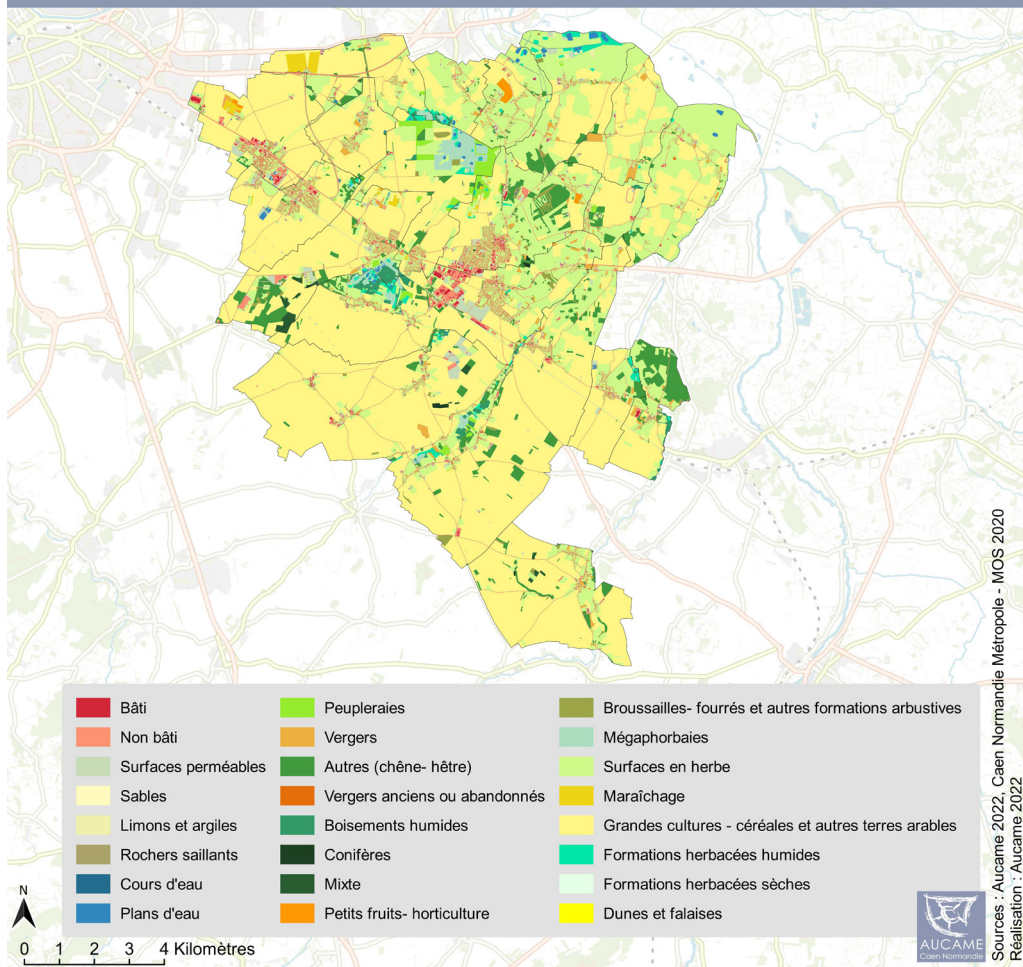 Bâti
Non bâti
Surfaces perméables
Sables
Limons et argiles
Rochers saillants
Cours d'eau
Plans d'eau
Peupleraies
Vergers
Autres (chêne- hêtre)
Vergers anciens ou abandonnés
Boisements humides
Conifères
Mixte
Petits fruits- horticulture
Broussailles- fourrés et autres formations arbustives
Mégaphorbaies
Surfaces en herbe
Maraîchage
Grandes cultures - céréales et autres terres arables
Formations herbacées humides
Formations herbacées sèches
Dunes et falaises
N
0 1 2 3 4 Kilomètres
AUCAME
Caen Normandie
Sources : Aucame 2022, Caen Normandie Métropole - MOS 2020
Réalisation : Aucame 2022